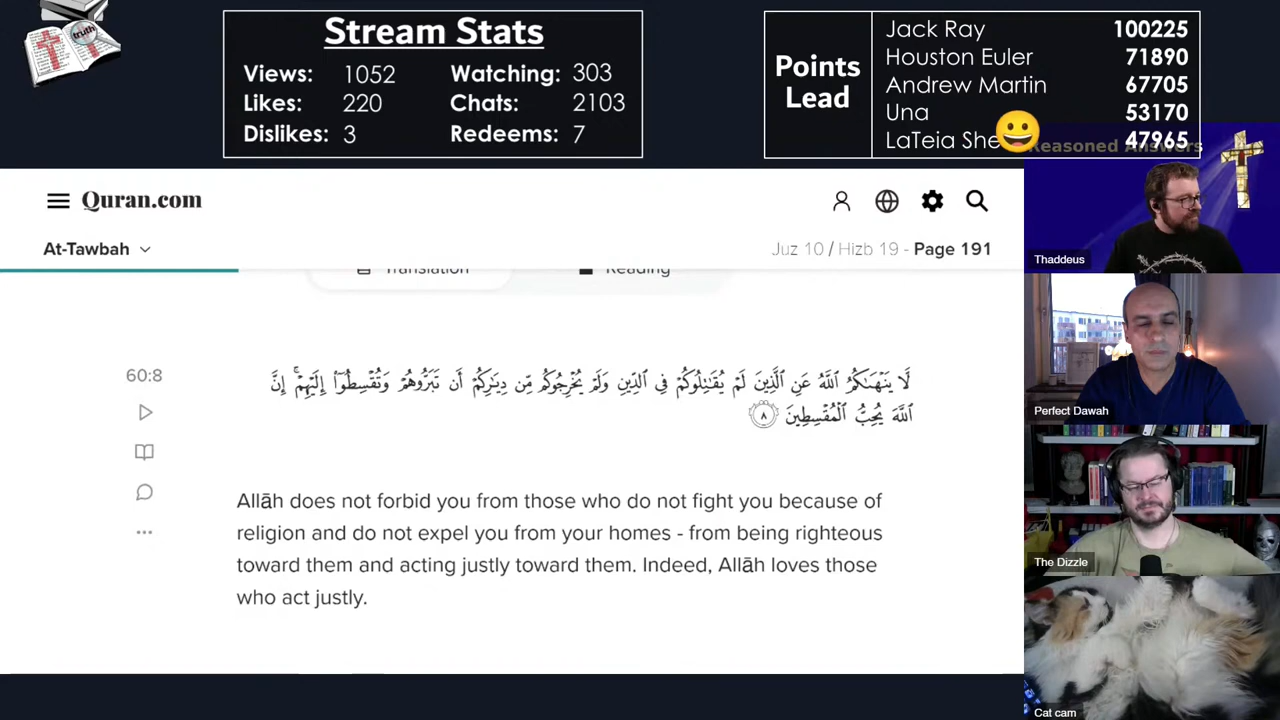 truth
Stream Stats
Views: 1052 Watching: 303
Likes: 220 Chats: 2103
Dislikes: 3 Redeems: 7
Points
Lead
Jack Ray 100225
Houston Euler 71890
Andrew Martin 67705
Una 53170
LaTeia She 47965
Reasoned Answers
Quran.com
At-Tawbah
Juz 10 / Hizb 19 - Page 191
Translation Reading
60:8
لَّا يَنْهَىٰكُمُ ٱللَّهُ عَنِ ٱلَّذِينَ لَمْ يُقَـٰتِلُوكُمْ فِى ٱلدِّينِ وَلَمْ يُخْرِجُوكُم مِّن دِيَـٰرِكُمْ أَن تَبَرُّوهُمْ وَتُقْسِطُوٓا۟ إِلَيْهِمْ ۚ إِنَّ
ٱللَّهَ يُحِبُّ ٱلْمُقْسِطِينَ ٨
Allāh does not forbid you from those who do not fight you because of
religion and do not expel you from your homes - from being righteous
toward them and acting justly toward them. Indeed, Allāh loves those
who act justly.
Thaddeus
Perfect Dawah
The Dizzle
Cat cam